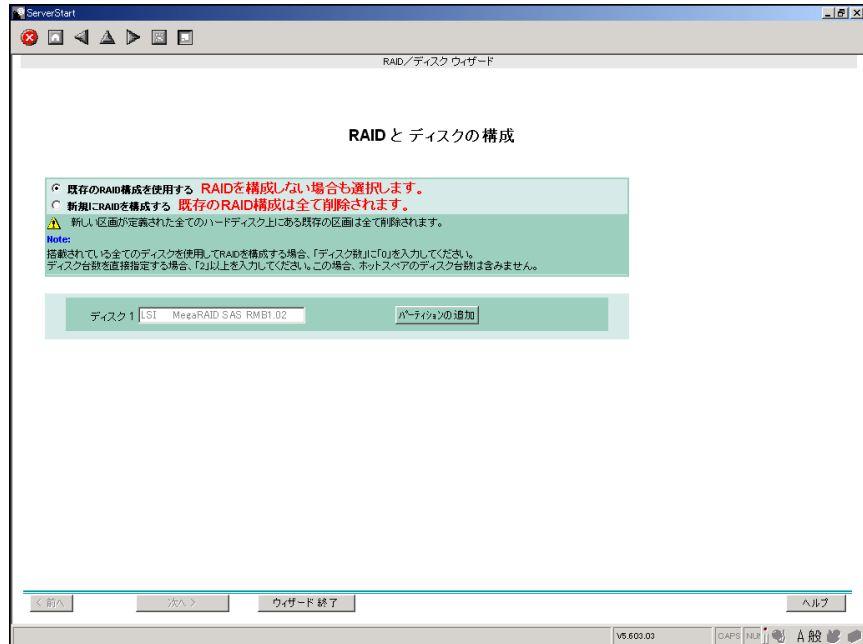 ServerStart
RAID／ディスク ウィザード
RAID と ディスクの 構成
既存のRAID構成を使用する RAIDを構成しない場合も選択します。
新規にRAIDを構成する 既存のRAID構成は全て削除されます。
新しい区画が定義された全てのハードディスク上にある既存の区画は全て削除されます。
Note:
搭載されている全てのディスクを使用してRAIDを構成する場合、「ディスク数」に「0」を入力してください。
ディスク台数を直接指定する場合、「2」以上を入力してください。この場合、ホットスペアのディスク台数は含みません。
ディスク 1 LSI MegaRAID SAS RMB1.02 パーティションの追加
< 前へ 次へ > ウィザード 終了 ヘルプ
V5.603.03 CAPS NUM A 般